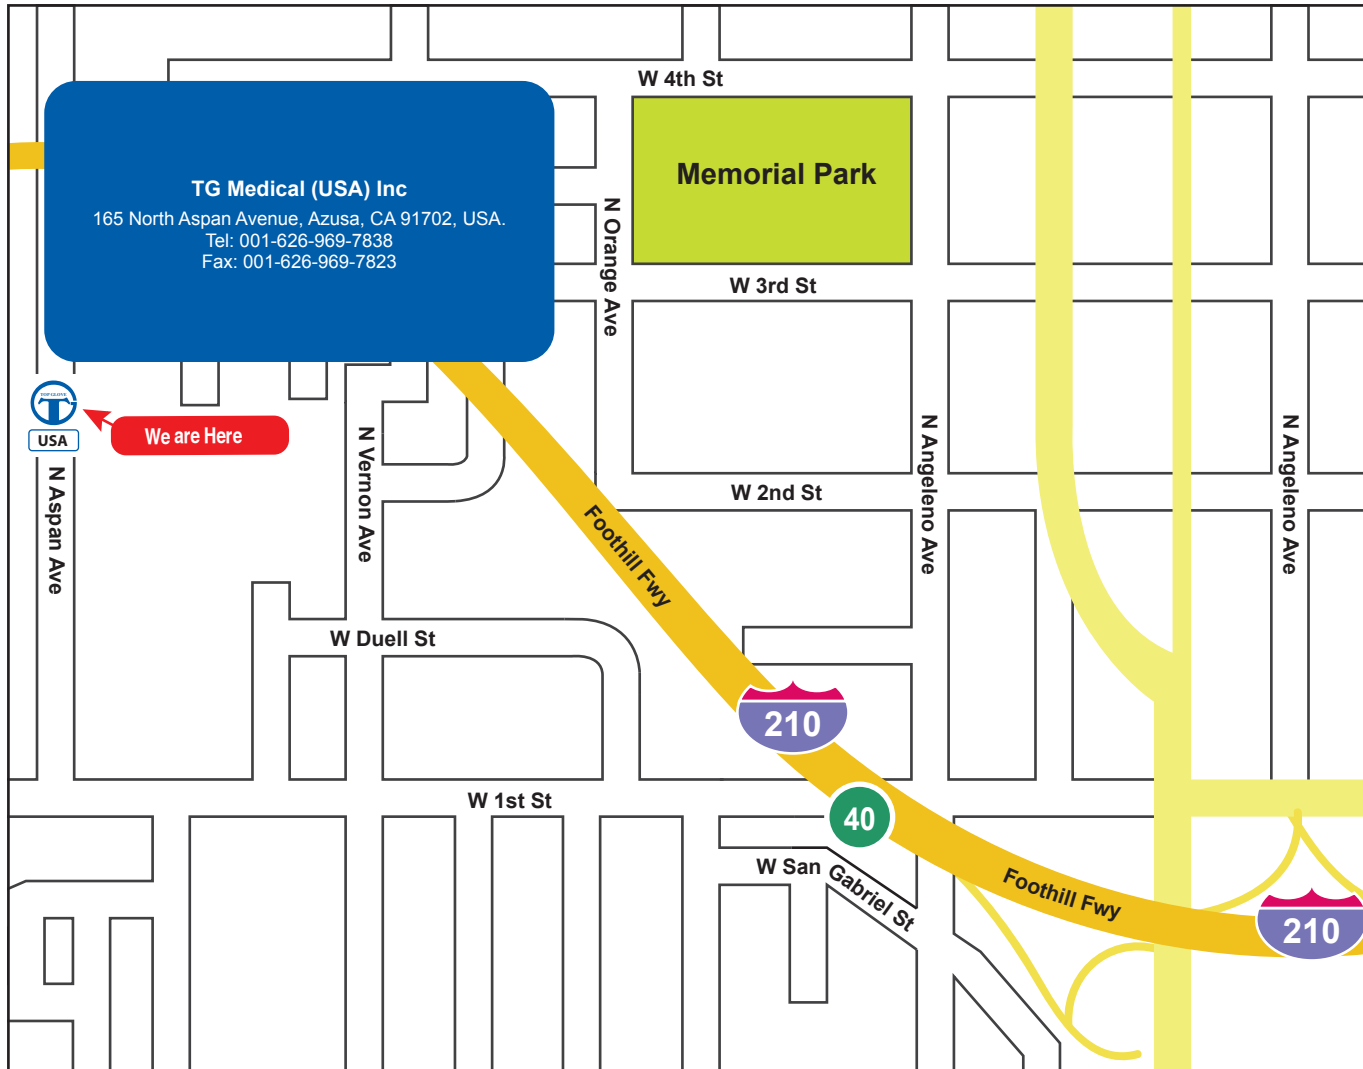 W 4th St
Memorial Park
TG Medical (USA) Inc
165 North Aspan Avenue, Azusa, CA 91702, USA.
Tel: 001-626-969-7838
Fax: 001-626-969-7823
N Orange Ave
W 3rd St
TOP GLOVE
USA
We are Here
N Aspan Ave
N Vernon Ave
W 2nd St
N Angeleno Ave
N Angeleno Ave
Foothill Fwy
W Duell St
210
W 1st St
40
W San Gabriel St
Foothill Fwy
210